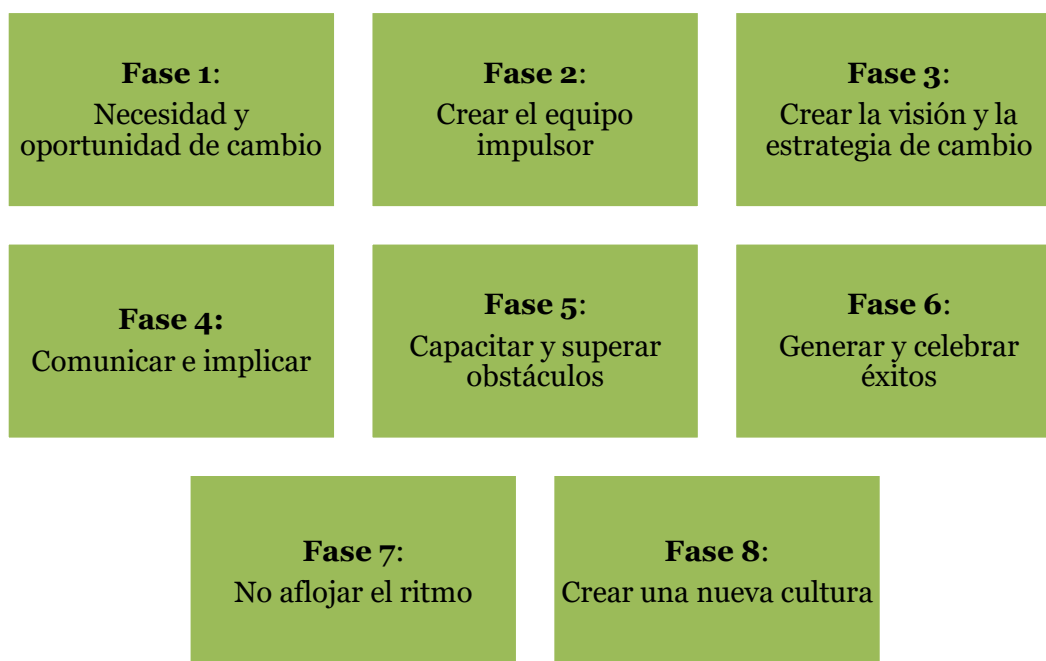 Fase 1:
Necesidad y
oportunidad de cambio
Fase 2:
Crear el equipo
impulsor
Fase 3:
Crear la visión y la
estrategia de cambio
Fase 4:
Comunicar e implicar
Fase 5:
Capacitar y superar
obstáculos
Fase 6:
Generar y celebrar
éxitos
Fase 7:
No aflojar el ritmo
Fase 8:
Crear una nueva cultura